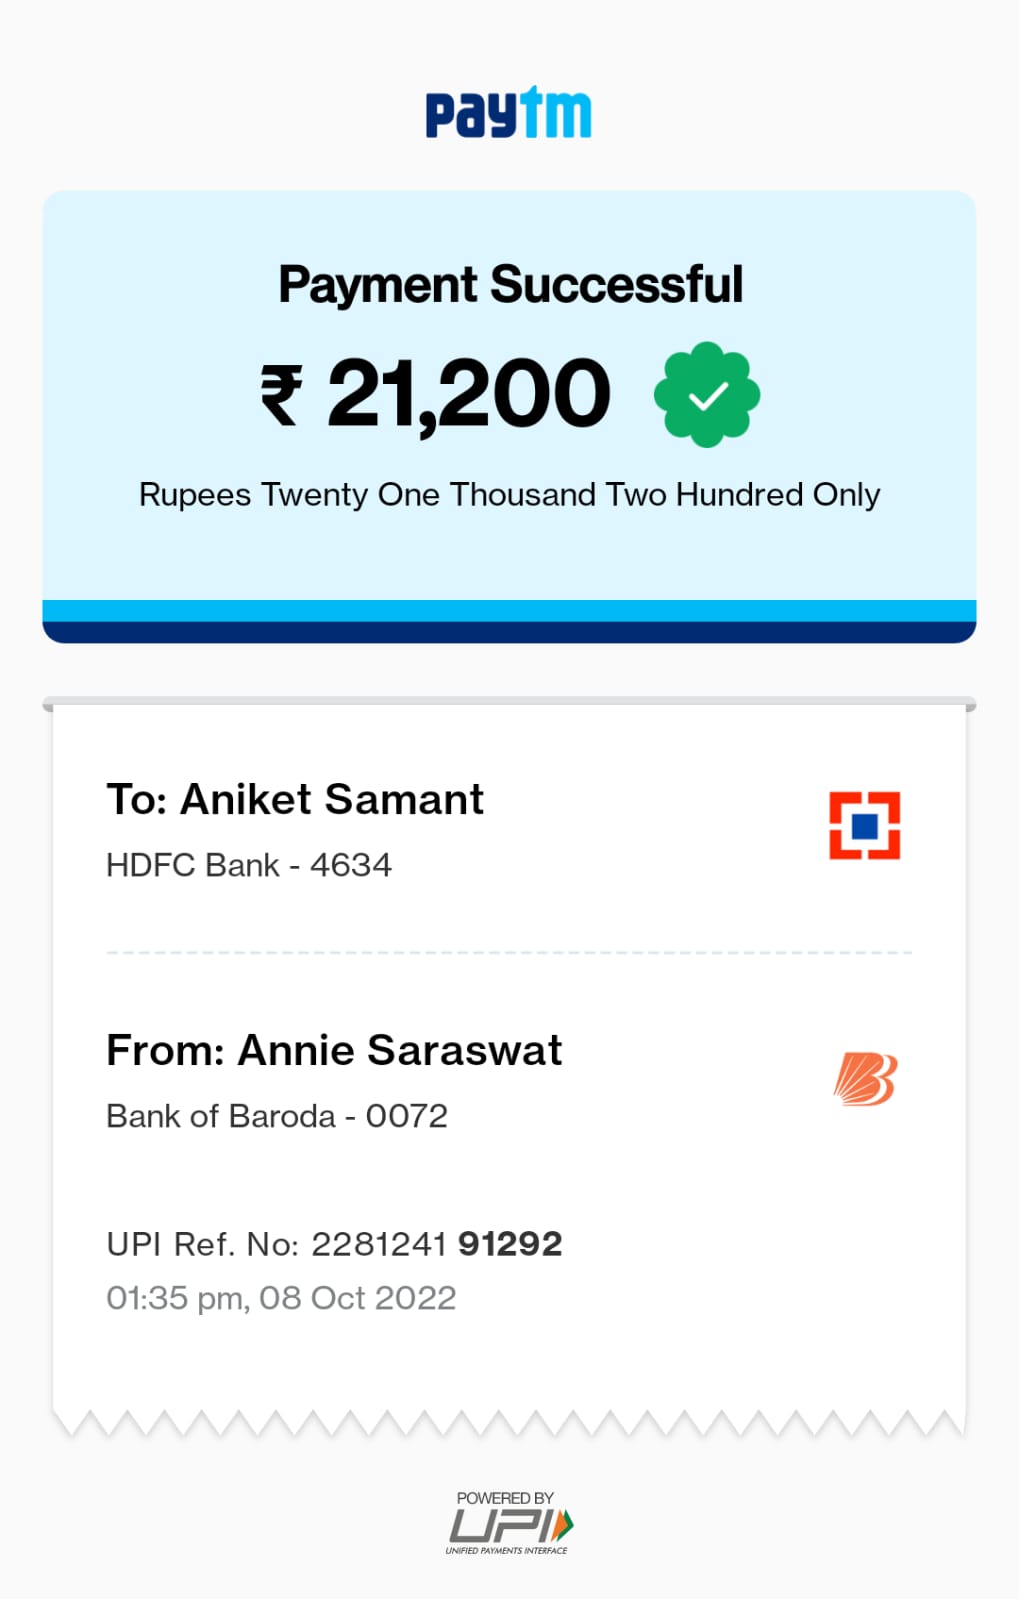 paytm
Payment Successful
₹ 21,200
Rupees Twenty One Thousand Two Hundred Only
To: Aniket Samant
HDFC Bank - 4634
From: Annie Saraswat
Bank of Baroda - 0072
UPI Ref. No: 2281241 91292
01:35 pm, 08 Oct 2022
POWERED BY
UPI
UNIFIED PAYMENTS INTERFACE